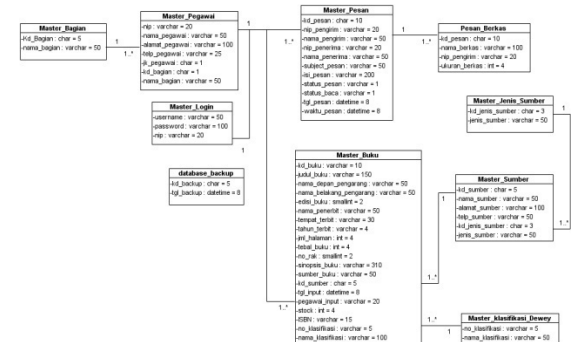 Master_Bagian
-Kd_Bagian : char = 5
-nama_bagian : varchar = 50
1
1..*
Master_Pegawai
-nip : varchar = 20
-nama_pegawai : varchar = 50
-alamat_pegawai : varchar = 100
-telp_pegawai : varchar = 25
-jk_pegawai : char = 1
-kd_bagian : char = 1
-nama_bagian : varchar = 50
1
1..*
Master_Pesan
-kd_pesan : char = 10
-nip_pengirim : varchar = 20
-nama_pengirim : varchar = 50
-nip_penerima : varchar = 20
-nama_penerima : varchar = 50
-subject_pesan : varchar = 50
-isi_pesan : varchar = 200
-status_pesan : varchar = 1
-status_baca : varchar = 1
-tgl_pesan : datetime = 8
-waktu_pesan : datetime = 8
1
1..*
Pesan_Berkas
-kd_pesan : char = 10
-nama_berkas : varchar = 100
-nip_pengirim : varchar = 20
-ukuran_berkas : int = 4
Master_Login
-username : varchar = 50
-password : varchar = 100
-nip : varchar = 20
1
database_backup
-kd_backup : char = 5
-tgl_backup : datetime = 8
Master_Jenis_Sumber
-kd_jenis_sumber : char = 3
-jenis_sumber : varchar = 50
1
Master_Buku
-kd_buku : varchar = 10
-judul_buku : varchar = 150
-nama_depan_pengarang : varchar = 50
-nama_belakang_pengarang : varchar = 50
-edisi_buku : smallint = 2
-nama_penerbit : varchar = 50
-tempat_terbit : varchar = 30
-tahun_terbit : varchar = 4
-jml_halaman : int = 4
-tebal_buku : int = 4
-no_rak : smallint = 2
-sinopsis_buku : varchar = 310
-sumber_buku : varchar = 50
-kd_sumber : char = 5
-tgl_input : datetime = 8
-pegawai_input : varchar = 20
-stock : int = 4
-ISBN : varchar = 15
-no_klasifikasi : varchar = 5
-nama_klasifikasi : varchar = 100
1..*
Master_Sumber
-kd_sumber : char = 5
-nama_sumber : varchar = 50
-alamat_sumber : varchar = 100
-telp_sumber : varchar = 50
-kd_jenis_sumber : char = 3
-jenis_sumber : varchar = 50
1
1..*
1..*
1..*
1
Master_klasifikasi_Dewey
-no_klasifikasi : varchar = 5
-nama_klasifikasi : varchar = 50